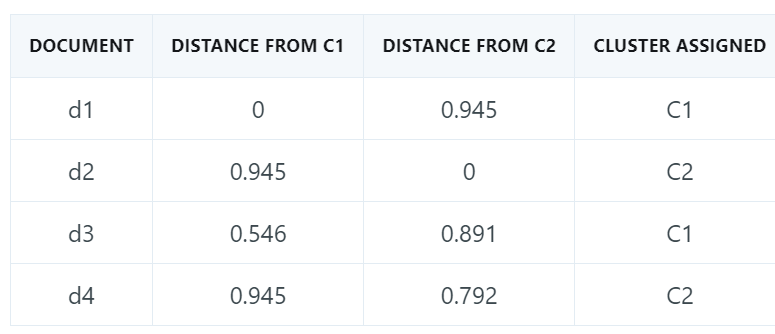 DOCUMENT DISTANCE FROM C1 DISTANCE FROM C2 CLUSTER ASSIGNED
d1 0 0.945 C1
d2 0.945 0 C2
d3 0.546 0.891 C1
d4 0.945 0.792 C2